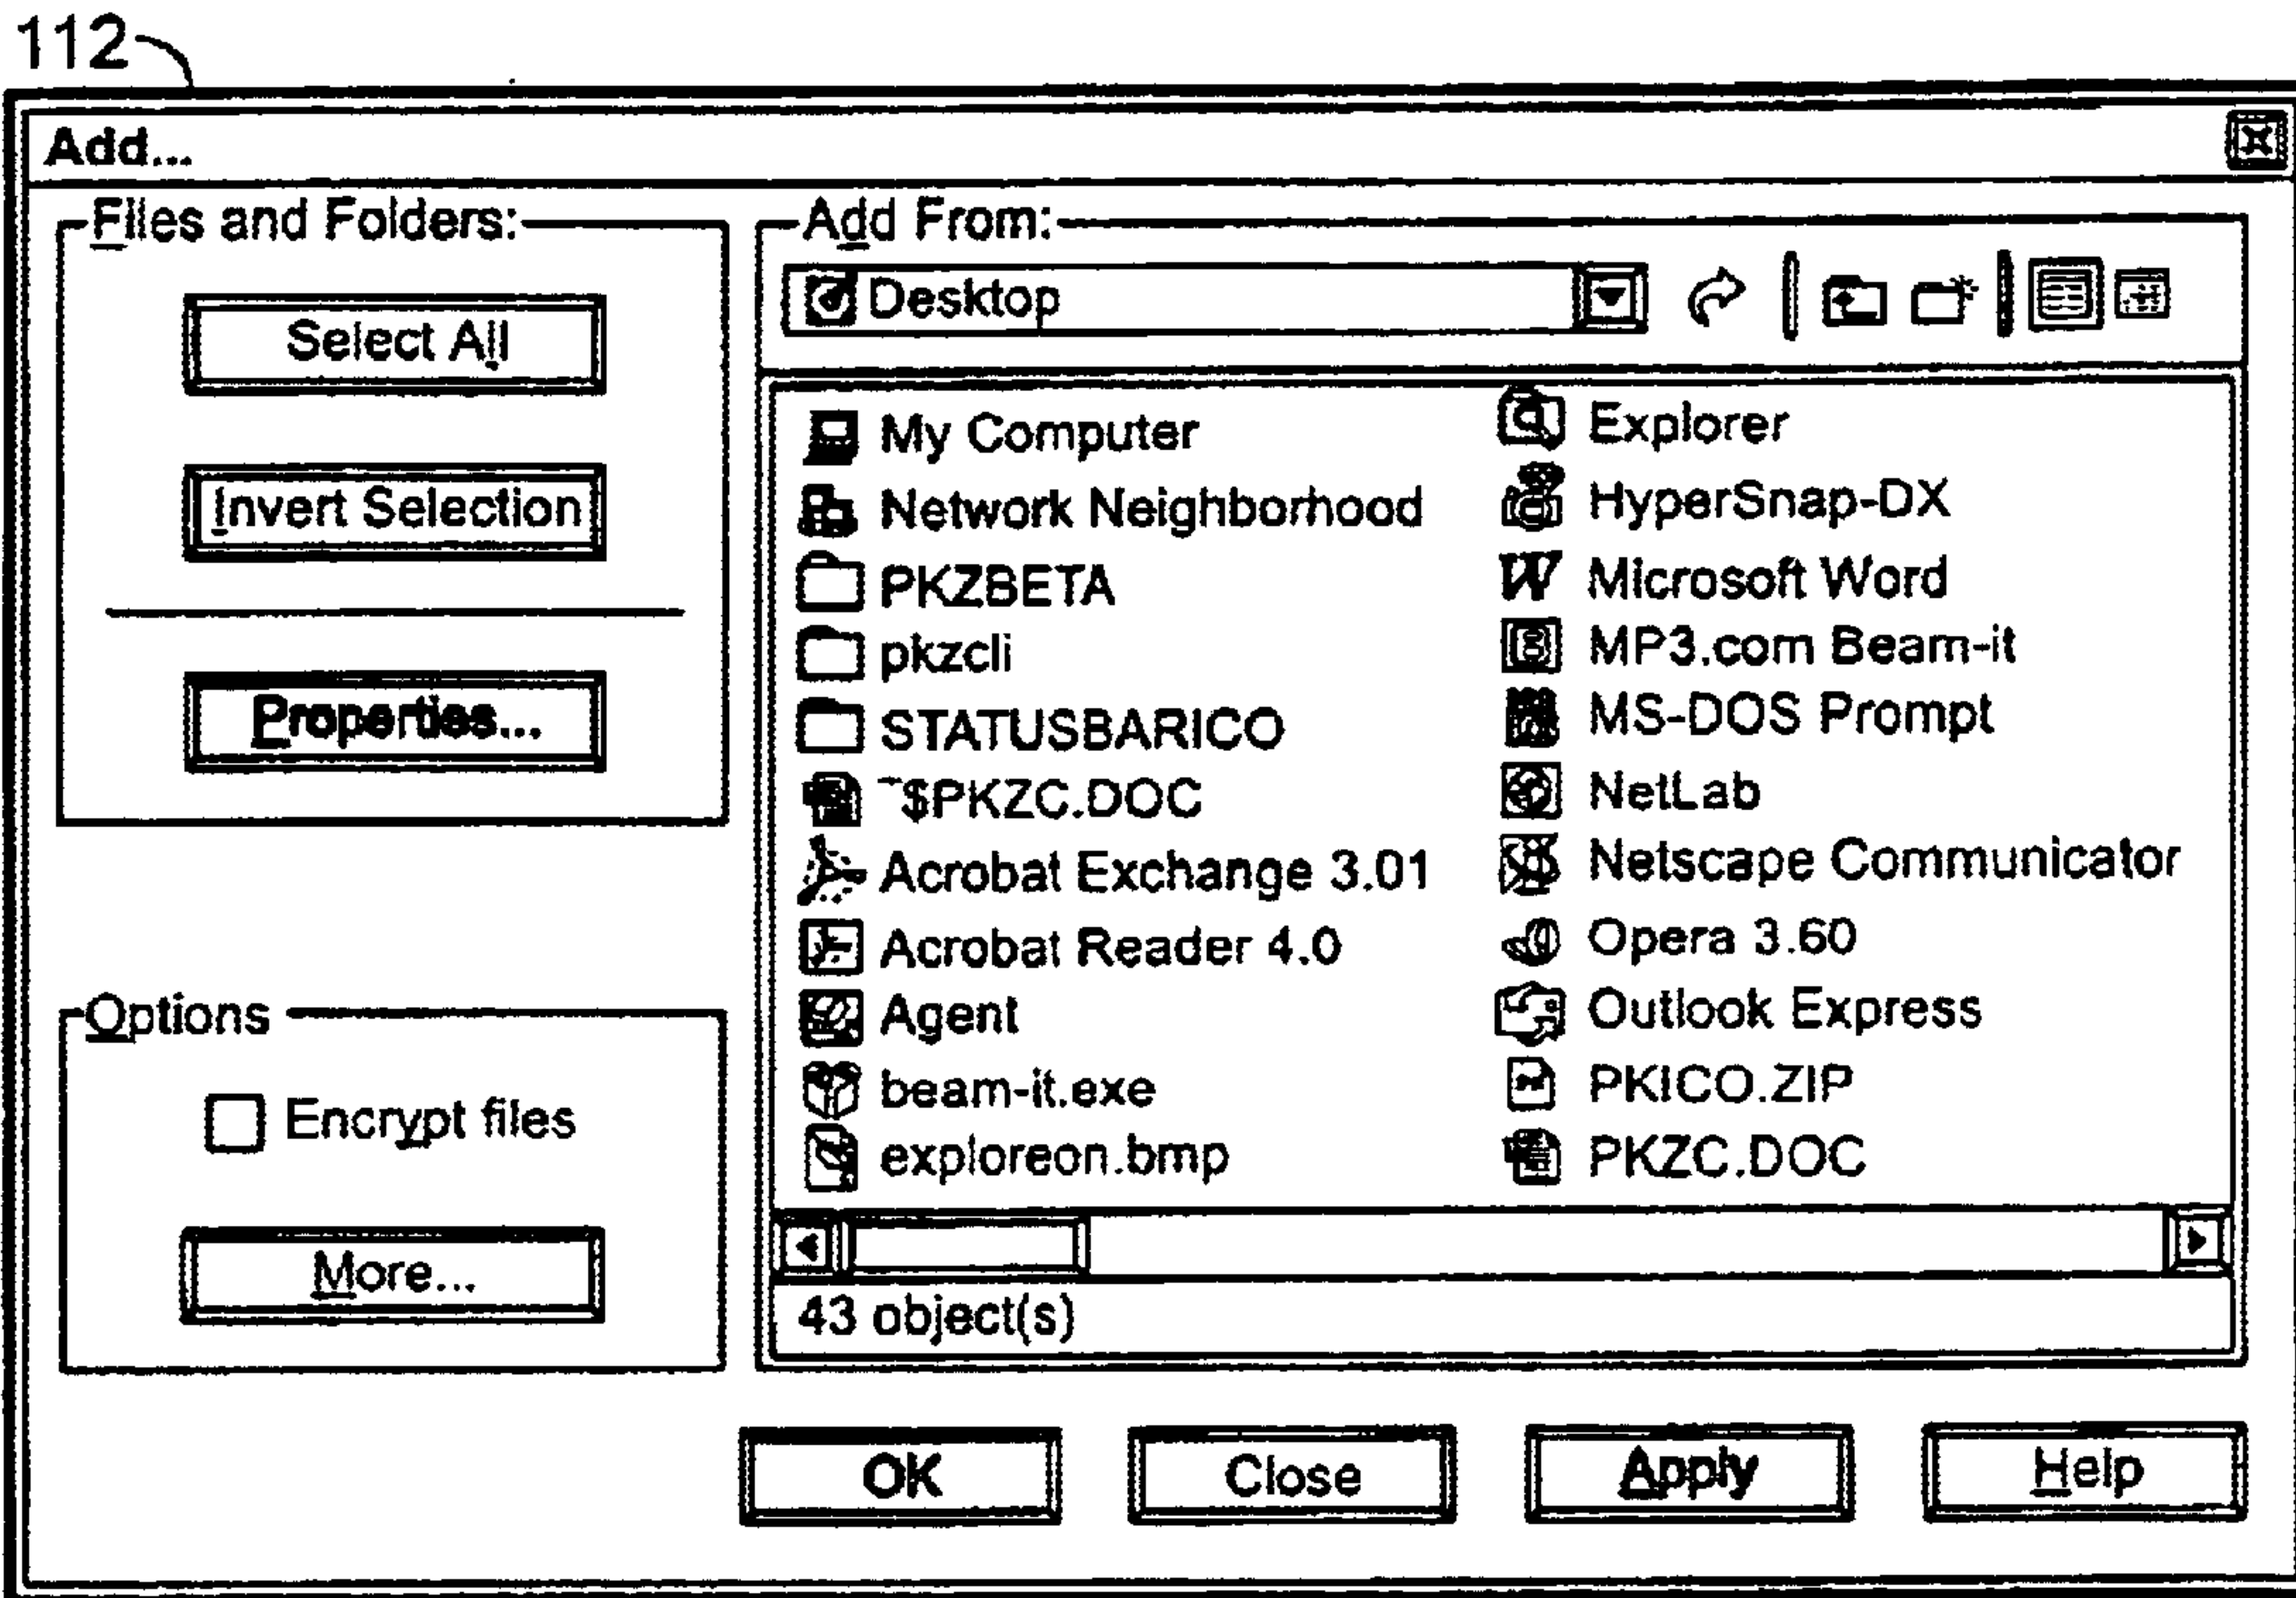 112
Add...
Files and Folders:
Select All
Invert Selection
Properties...
Options
Encrypt files
More...
Add From:
Desktop
My Computer
Network Neighborhood
PKZBETA
pkzcli
STATUSBARICO
~$PKZC.DOC
Acrobat Exchange 3.01
Acrobat Reader 4.0
Agent
beam-it.exe
exploreon.bmp
Explorer
HyperSnap-DX
Microsoft Word
MP3.com Beam-it
MS-DOS Prompt
NetLab
Netscape Communicator
Opera 3.60
Outlook Express
PKICO.ZIP
PKZC.DOC
43 object(s)
OK
Close
Apply
Help